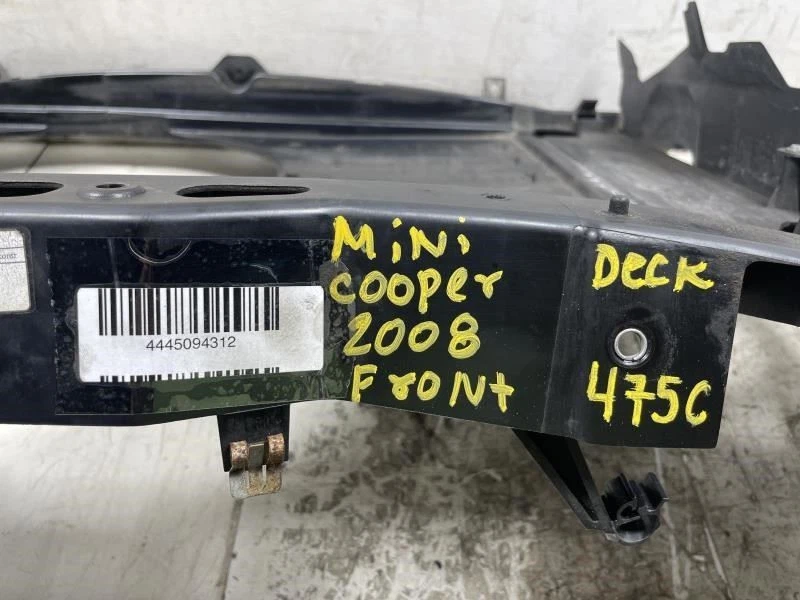 MiNi
cooper
2008
FRONt
Deck
475C
4445094312